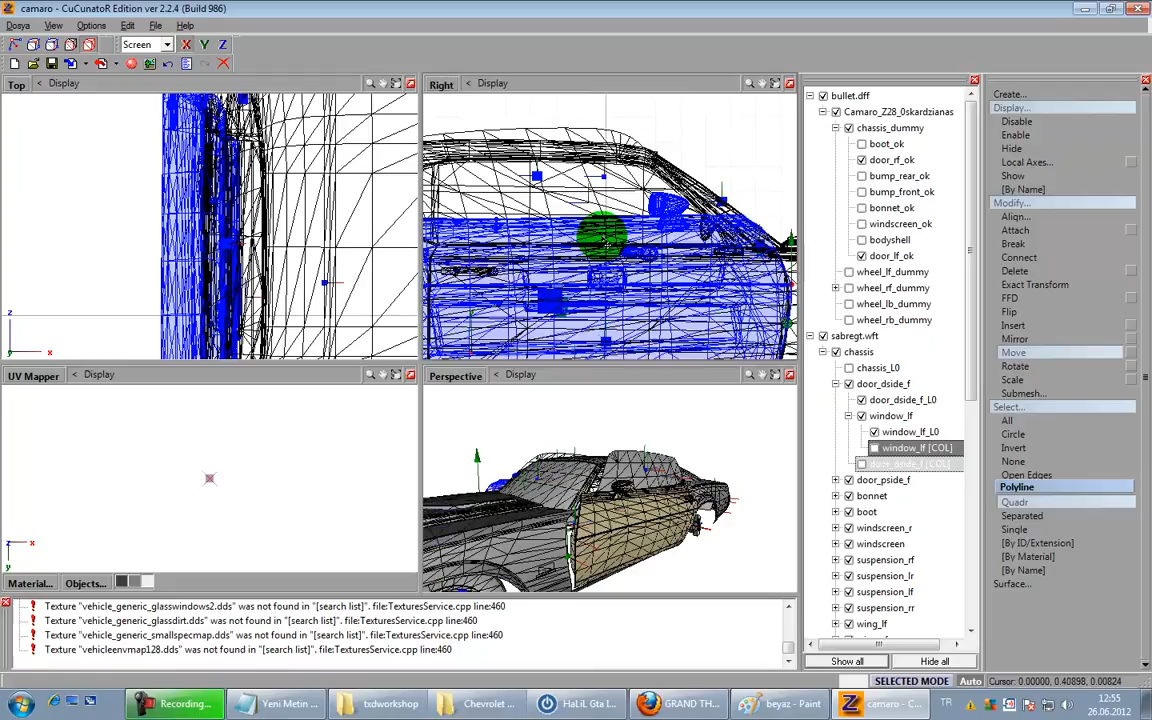 camaro - CuCunatoR Edition ver 2.2.4 ( Build 986)
Dosya View Options Edit File Help
Screen X Y Z
Top < Display
Right < Display
UV Mapper < Display
Perspective < Display
z
y x
z x
y
Material... Objects...
bullet.dff
Camaro_Z28_0skardzianas
chassis_dummy
boot_ok
door_rf_ok
bump_rear_ok
bump_front_ok
bonnet_ok
windscreen_ok
bodyshell
door_lf_ok
wheel_lf_dummy
wheel_rf_dummy
wheel_lb_dummy
wheel_rb_dummy
sabregt.wft
chassis
chassis_L0
door_dside_f
door_dside_f_L0
window_lf
window_lf_L0
window_lf [COL]
door_dside_f [COL]
door_pside_f
bonnet
boot
windscreen_r
windscreen
suspension_rf
suspension_lr
suspension_lf
suspension_rr
wing_lf
Show all Hide all
Create...
Display...
Disable
Enable
Hide
Local Axes...
Show
[By Name]
Modify...
Align...
Attach
Break
Connect
Delete
Exact Transform
FFD
Flip
Insert
Mirror
Move
Rotate
Scale
Submesh...
Select...
All
Circle
Invert
None
Open Edges
Polyline
Quadr
Separated
Single
[By ID/Extension]
[By Material]
[By Name]
Surface...
Texture "vehicle_generic_glasswindows2.dds" was not found in "[search list]". file:TexturesService.cpp line:460
Texture "vehicle_generic_glassdirt.dds" was not found in "[search list]". file:TexturesService.cpp line:460
Texture "vehicle_generic_smallspecmap.dds" was not found in "[search list]". file:TexturesService.cpp line:460
Texture "vehicleenvmap128.dds" was not found in "[search list]". file:TexturesService.cpp line:460
SELECTED MODE Auto Cursor: 0.00000, 0.40898, 0.00824
Recording... Yeni Metin ... txdworkshop Chevrolet ... HaLiL Gta I... GRAND TH... beyaz - Paint camaro - C... TR 12:55
26.06.2012